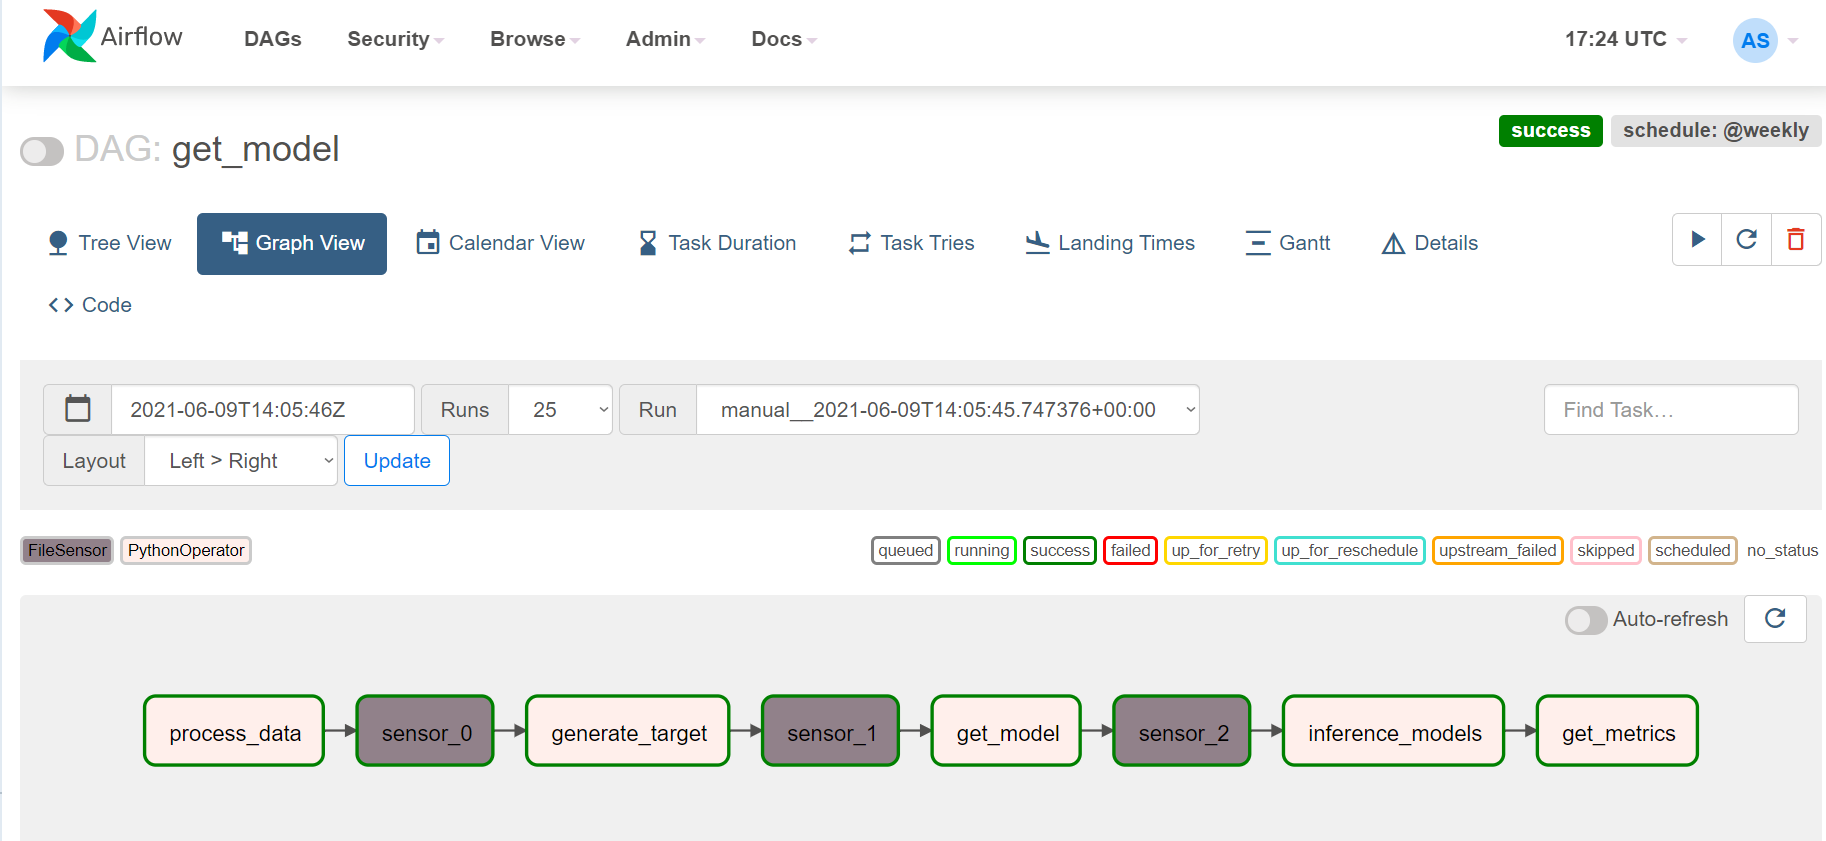 Airflow DAGs Security Browse Admin Docs 17:24 UTC AS
DAG: get_model success schedule: @weekly
Tree View Graph View Calendar View Task Duration Task Tries Landing Times Gantt Details
Code
2021-06-09T14:05:46Z Runs 25 Run manual__2021-06-09T14:05:45.747376+00:00 Find Task...
Layout Left > Right Update
FileSensor PythonOperator queued running success failed up_for_retry up_for_reschedule upstream_failed skipped scheduled no_status
Auto-refresh
process_data sensor_0 generate_target sensor_1 get_model sensor_2 inference_models get_metrics